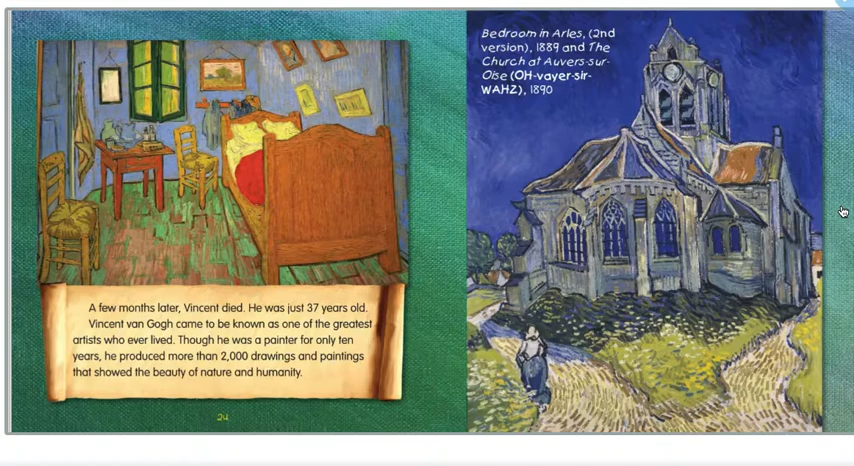 A few months later, Vincent died. He was just 37 years old.
Vincent van Gogh came to be known as one of the greatest
artists who ever lived. Though he was a painter for only ten
years, he produced more than 2,000 drawings and paintings
that showed the beauty of nature and humanity.
24
Bedroom in Arles, (2nd
version), 1889 and The
Church at Auvers-sur-
Oise (OH-vayer-sir-
WAHZ), 1890